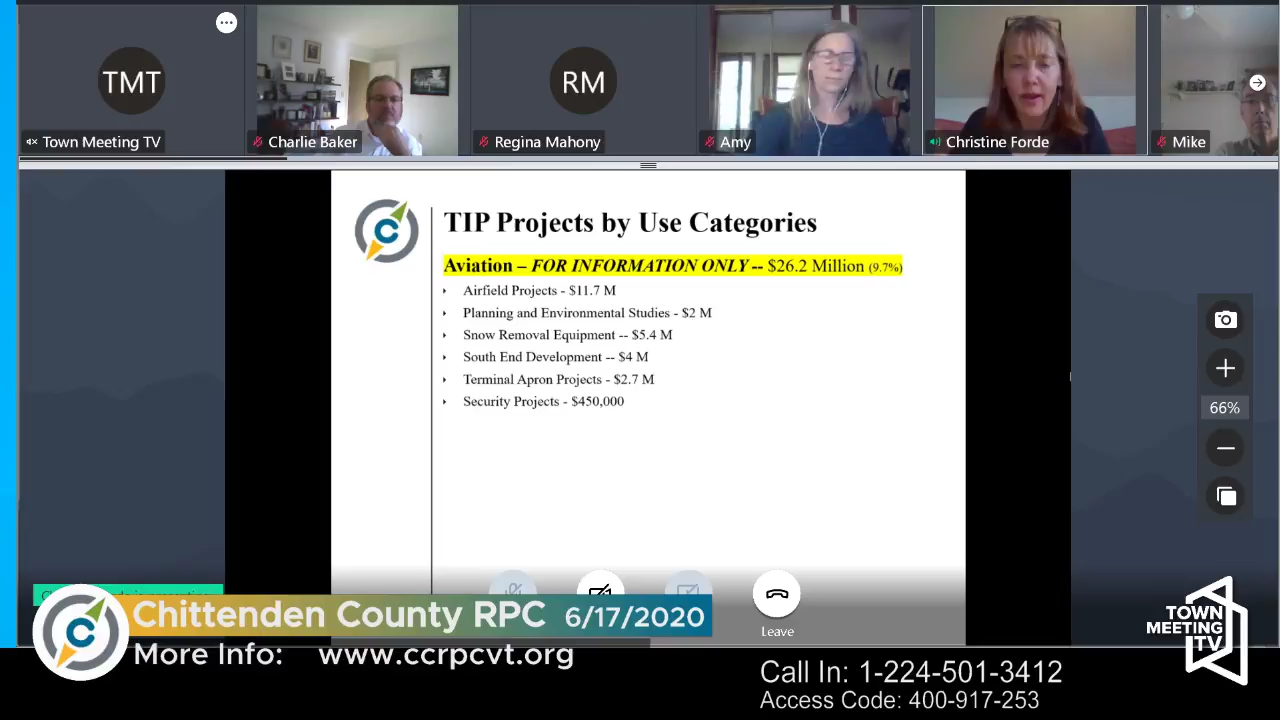 TMT
RM
Town Meeting TV
Charlie Baker
Regina Mahony
Amy
Christine Forde
Mike
C
TIP Projects by Use Categories
Aviation – FOR INFORMATION ONLY -- $26.2 Million (9.7%)
Airfield Projects - $11.7 M
Planning and Environmental Studies - $2 M
Snow Removal Equipment -- $5.4 M
South End Development -- $4 M
Terminal Apron Projects - $2.7 M
Security Projects - $450,000
66%
Leave
C
Chittenden County RPC 6/17/2020
More Info: www.ccrpcvt.org
TOWN
MEETING
TV
Call In: 1-224-501-3412
Access Code: 400-917-253